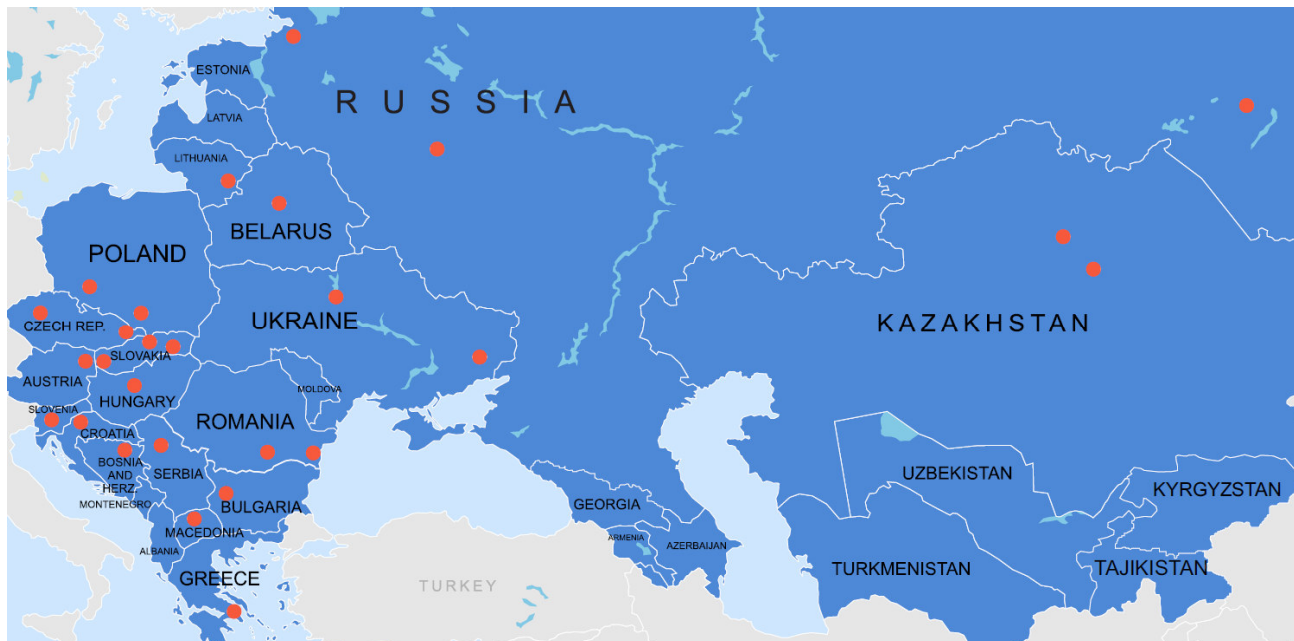 ESTONIA
R U S S I A
LATVIA
LITHUANIA
BELARUS
POLAND
UKRAINE
CZECH REP.
KAZAKHSTAN
SLOVAKIA
AUSTRIA
MOLDOVA
HUNGARY
SLOVENIA
ROMANIA
CROATIA
BOSNIA
AND
HERZ.
SERBIA
UZBEKISTAN
KYRGYZSTAN
MONTENEGRO
BULGARIA
GEORGIA
MACEDONIA
ARMENIA
AZERBAIJAN
ALBANIA
TURKMENISTAN
TAJIKISTAN
GREECE
TURKEY